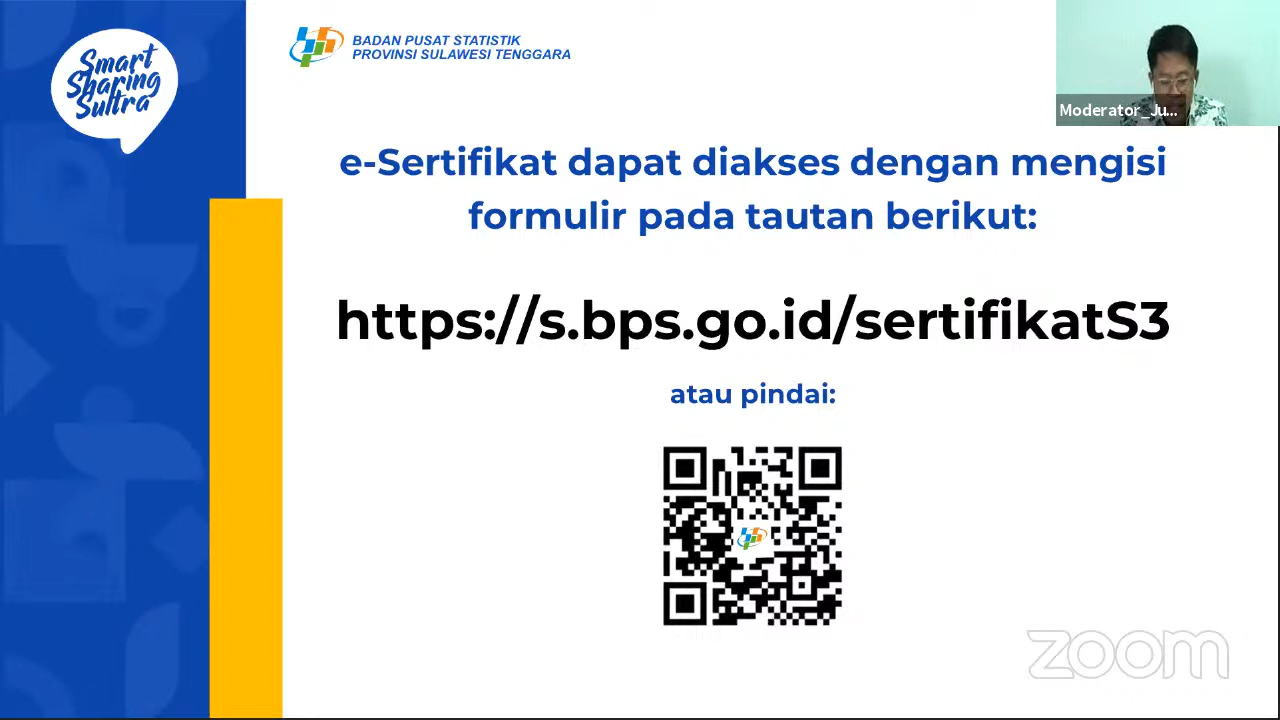 Smart
Sharing
Sultra
BADAN PUSAT STATISTIK
PROVINSI SULAWESI TENGGARA
Moderator_Ju...
e-Sertifikat dapat diakses dengan mengisi
formulir pada tautan berikut:
https://s.bps.go.id/sertifikatS3
atau pindai:
zoom